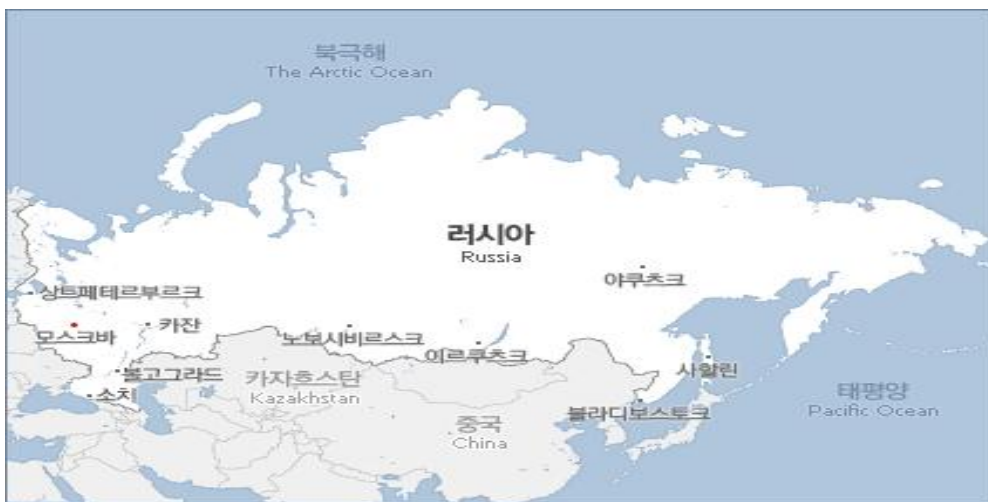 북극해
The Arctic Ocean
러시아
Russia
야쿠츠크
상트페테르부르크
모스크바
카잔
노보시비르스크
이르쿠츠크
사할린
볼고그라드
소치
카자흐스탄
Kazakhstan
태평양
Pacific Ocean
블라디보스토크
중국
China